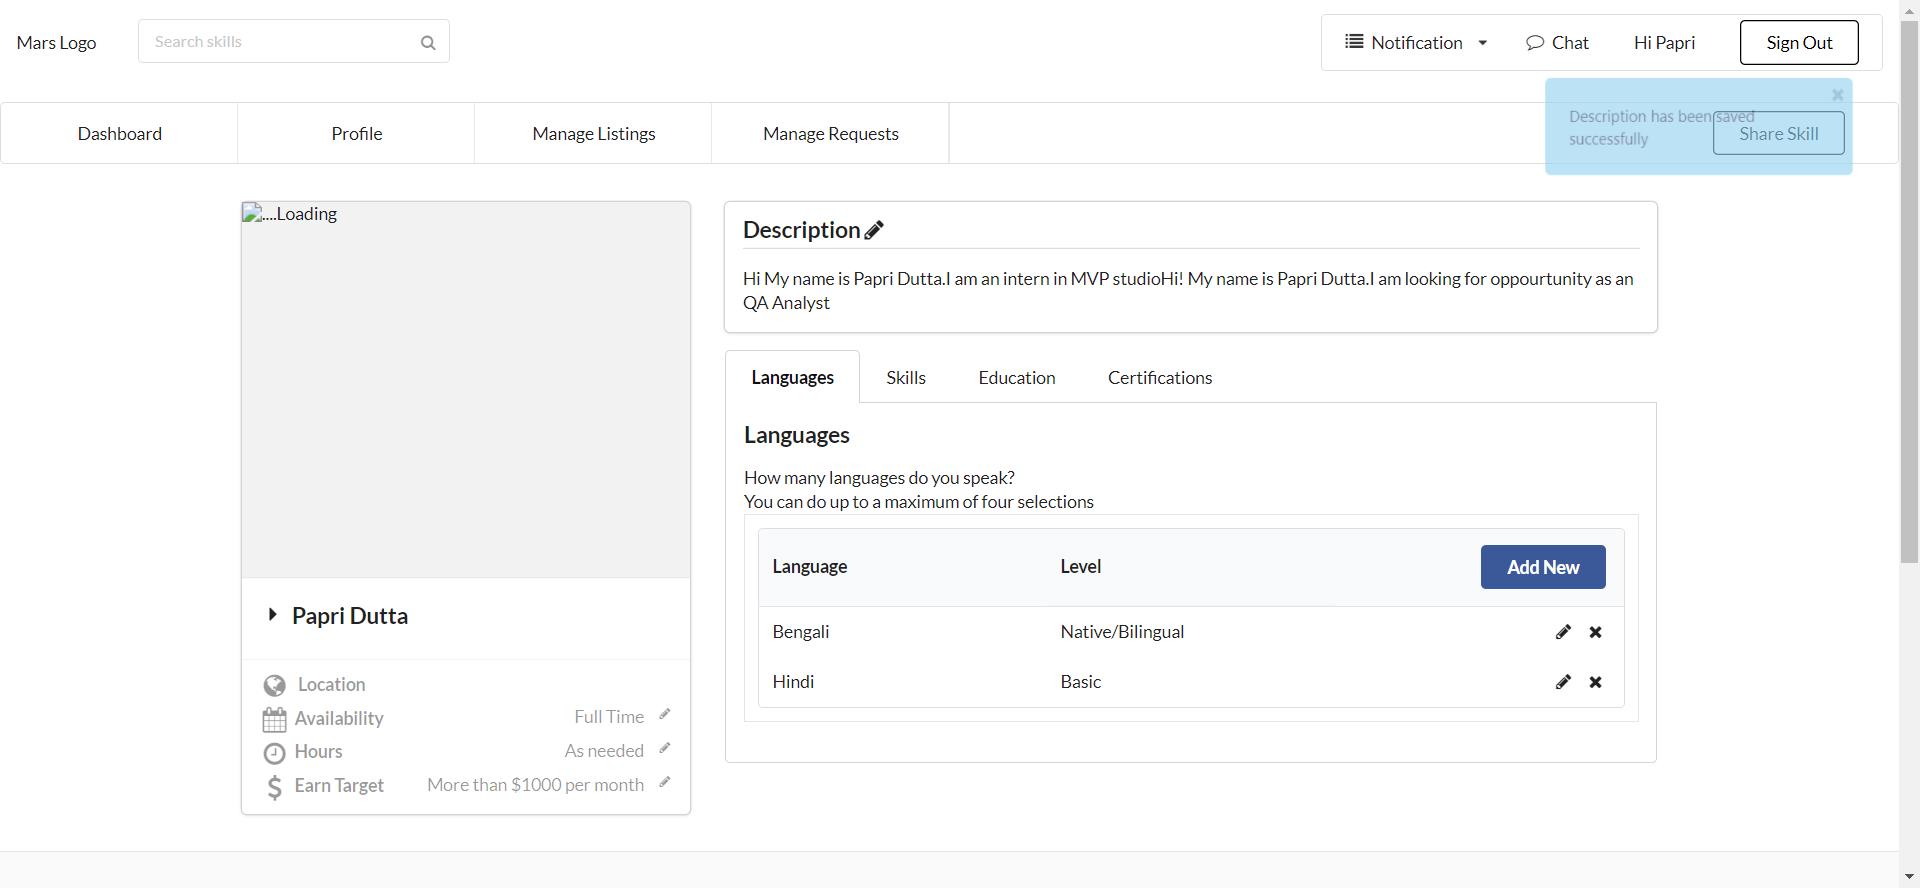 Mars Logo
Search skills
Notification
Chat
Hi Papri
Sign Out
Dashboard
Profile
Manage Listings
Manage Requests
Description has been saved
successfully
Share Skill
....Loading
Description
Hi My name is Papri Dutta.I am an intern in MVP studioHi! My name is Papri Dutta.I am looking for oppourtunity as an
QA Analyst
Languages
Skills
Education
Certifications
Languages
How many languages do you speak?
You can do up to a maximum of four selections
Language
Level
Add New
Bengali
Native/Bilingual
Hindi
Basic
Papri Dutta
Location
Availability
Full Time
Hours
As needed
Earn Target
More than $1000 per month